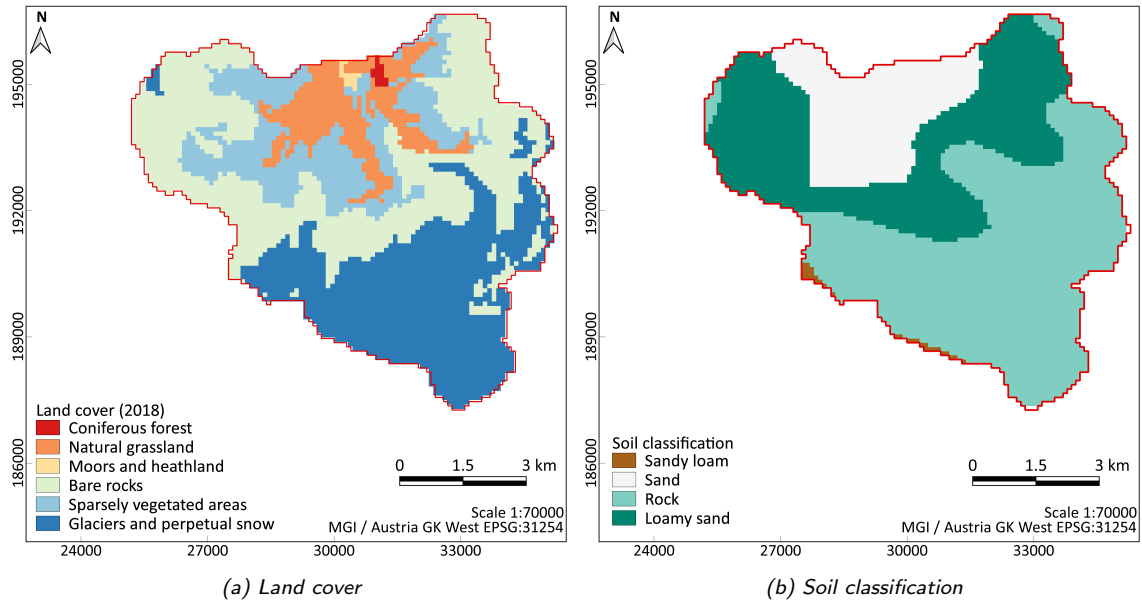 N
195000
192000
189000
186000
Land cover (2018)
Coniferous forest
Natural grassland
Moors and heathland
Bare rocks
Sparsely vegetated areas
Glaciers and perpetual snow
0 1.5 3 km
Scale 1:70000
MGI / Austria GK West EPSG:31254
24000 27000 30000 33000
(a) Land cover
N
195000
192000
189000
186000
Soil classification
Sandy loam
Sand
Rock
Loamy sand
0 1.5 3 km
Scale 1:70000
MGI / Austria GK West EPSG:31254
24000 27000 30000 33000
(b) Soil classification